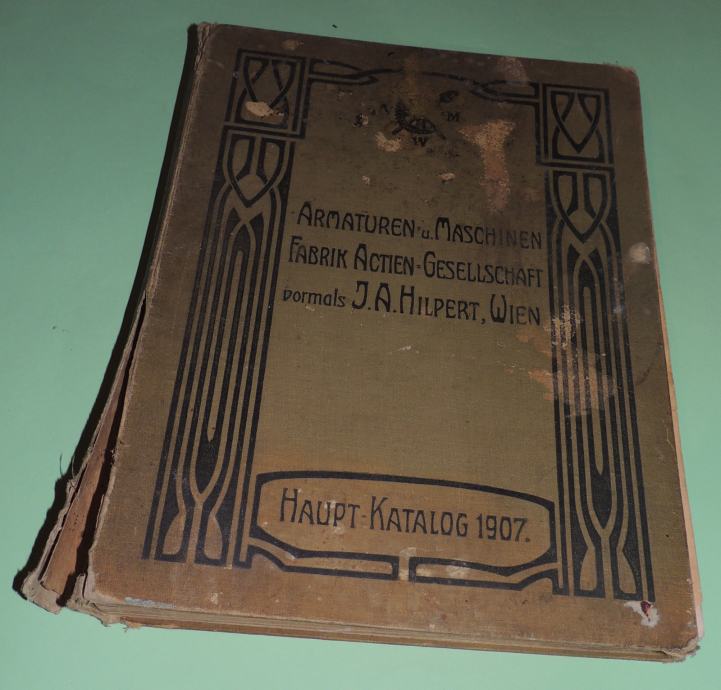 A M
W
ARMATUREN u. MASCHINEN
FABRIK ACTIEN-GESELLSCHAFT
vormals J.A. HILPERT, WIEN
HAUPT-KATALOG 1907.